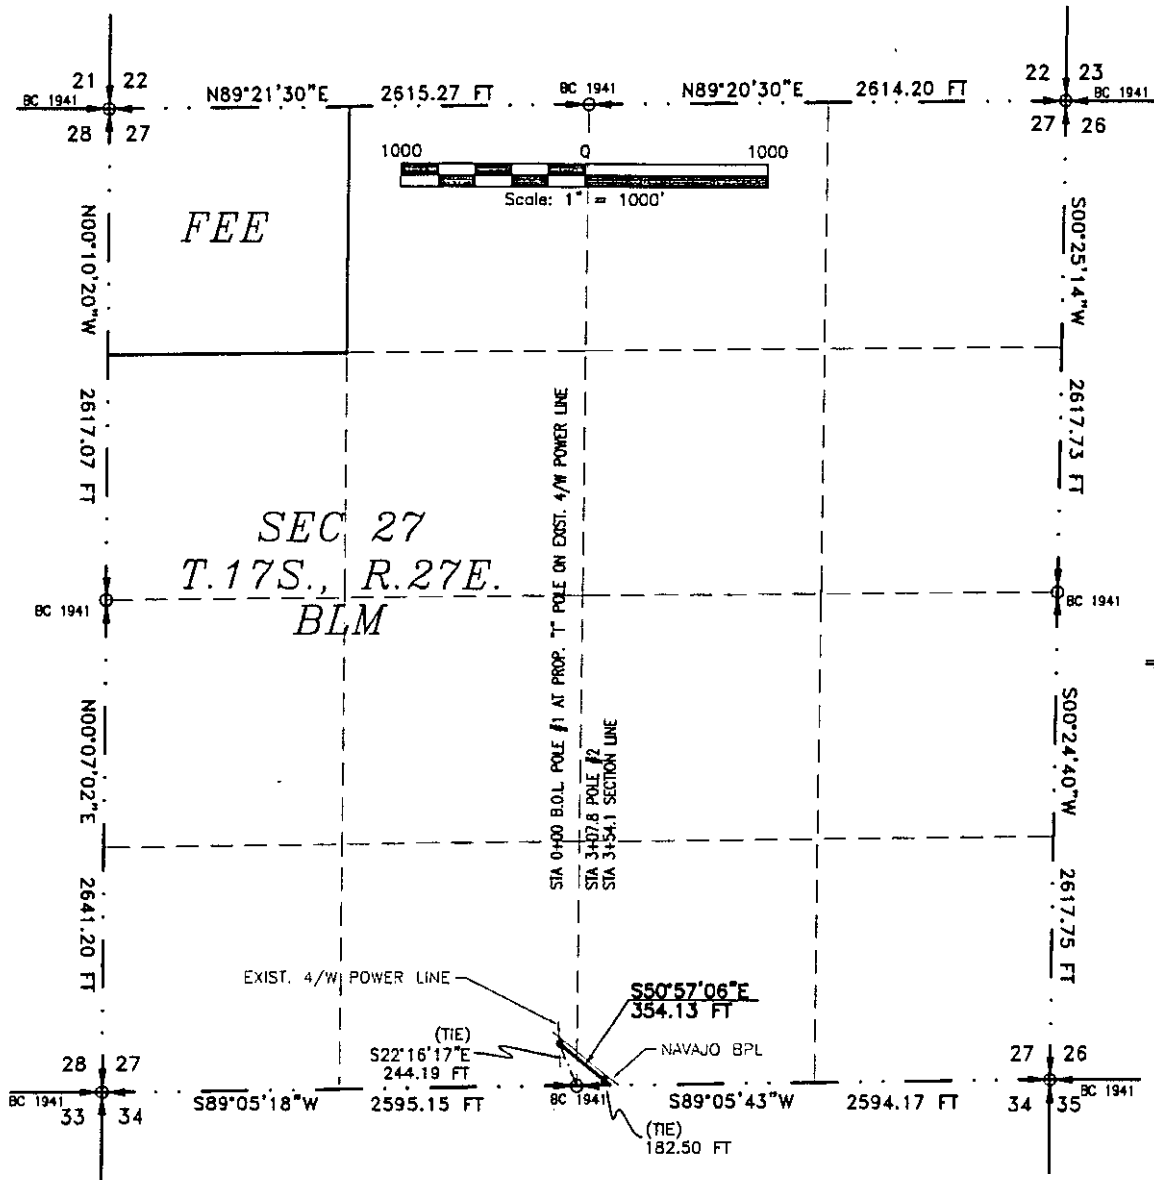 21 22
BC 1941
28 27
N89°21'30"E 2615.27 FT
BC 1941
N89°20'30"E 2614.20 FT
22 23
BC 1941
27 26
1000 0 1000
Scale: 1" = 1000'
FEE
N00°10'20"W
2617.07 FT
S00°25'14"W
2617.73 FT
SEC 27
T.17S., R.27E.
BLM
BC 1941
BC 1941
STA 0+00 B.O.L. POLE #1 AT PROP. "T" POLE ON EXIST. 4/W POWER LINE
STA 3+07.8 POLE #2
STA 3+54.1 SECTION LINE
N00°07'02"E
2641.20 FT
S00°24'40"W
2617.75 FT
EXIST. 4/W POWER LINE
S50°57'06"E
354.13 FT
(TIE)
S22°16'17"E
244.19 FT
NAVAJO BPL
28 27
BC 1941
33 34
S89°05'18"W 2595.15 FT
BC 1941
S89°05'43"W 2594.17 FT
(TIE)
182.50 FT
27 26
34 35
BC 1941